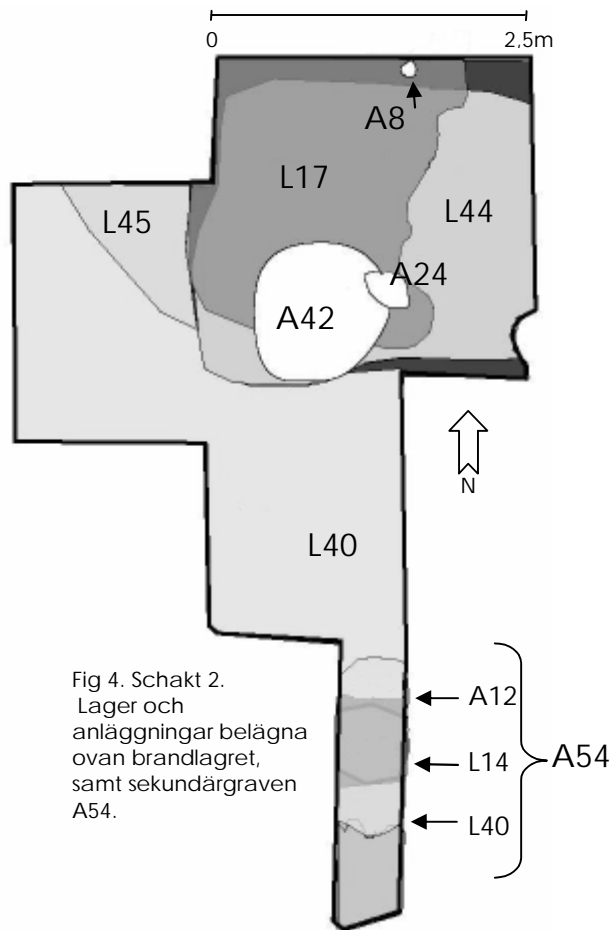 0 2,5m
A8
L17
L45
L44
A24
A42
N
L40
Fig 4. Schakt 2.
Lager och
anläggningar belägna
ovan brandlagret,
samt sekundärgraven
A54.
A12
L14
A54
L40